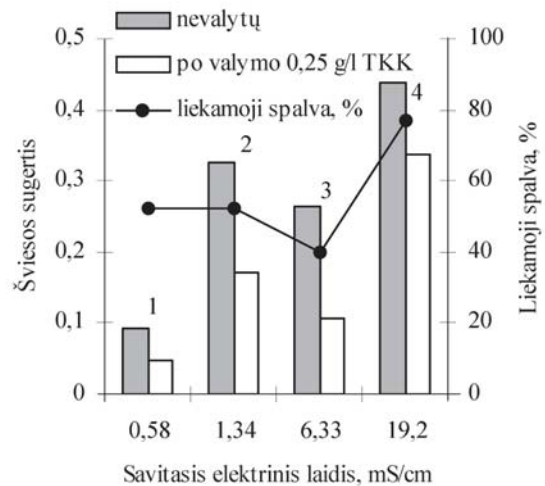 nevalytų
po valymo 0,25 g/l TKK
liekamoji spalva, %
Šviesos sugertis
0,5
0,4
0,3
0,2
0,1
0
1
2
3
4
100
80
60
40
20
0
Liekamoji spalva, %
0,58 1,34 6,33 19,2
Savitasis elektrinis laidis, mS/cm